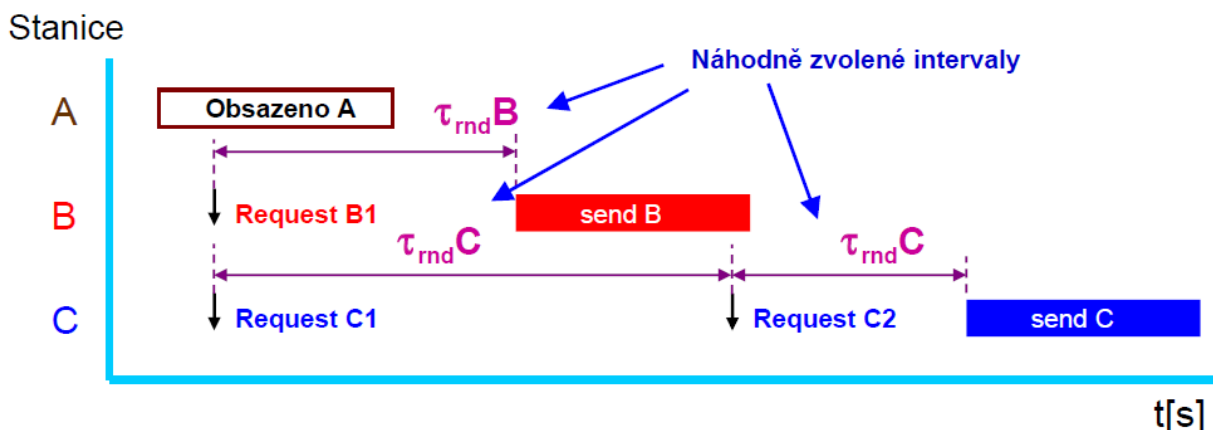 Stanice
Náhodně zvolené intervaly
A
Obsazeno A
τrndB
B
Request B1
send B
τrndC
τrndC
C
Request C1
Request C2
send C
t[s]